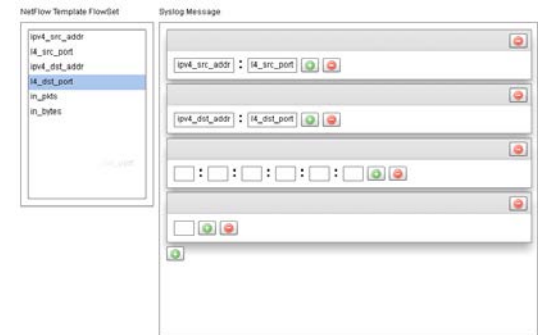 NetFlow Template FlowSet
ipv4_src_addr
l4_src_port
ipv4_dst_addr
l4_dst_port
in_pkts
in_bytes
Syslog Message
ipv4_src_addr : l4_src_port
ipv4_dst_addr : l4_dst_port
: : : : :